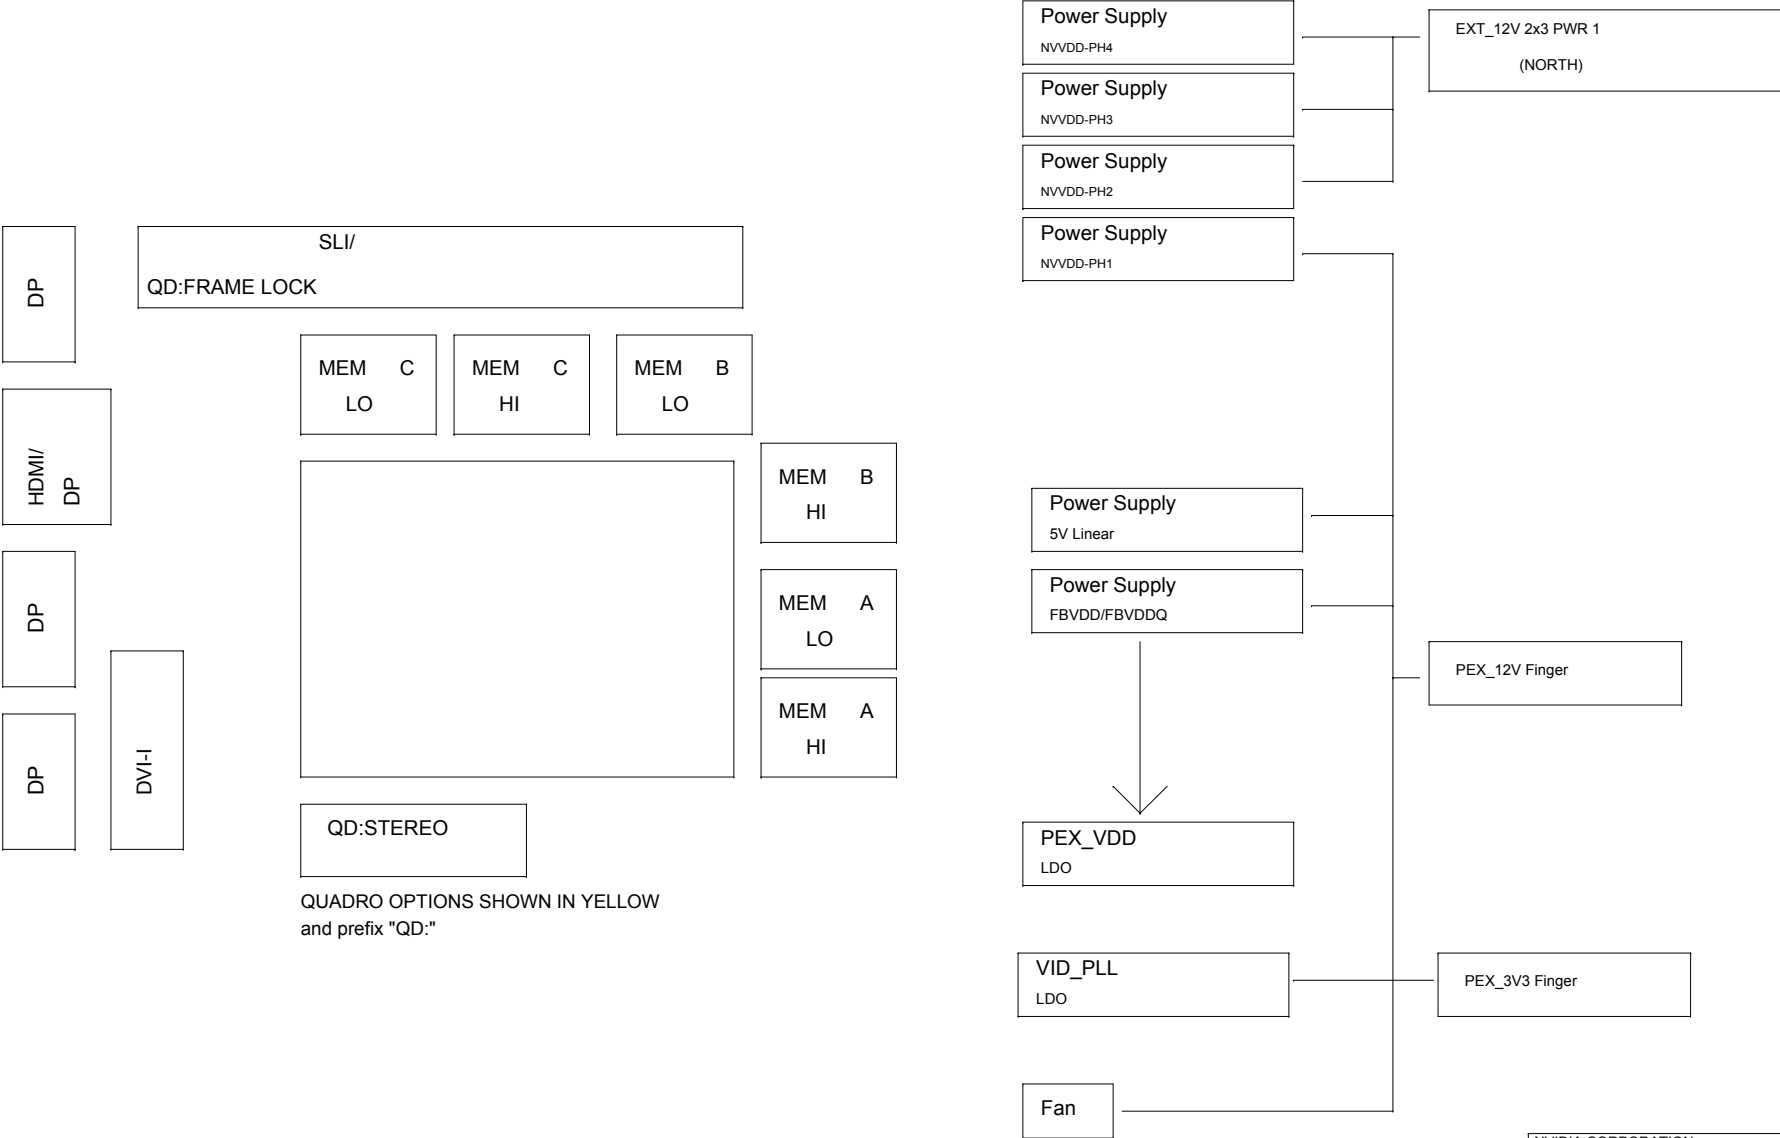 SLI/
QD:FRAME LOCK
DP
HDMI/
DP
DP
DP
DVI-I
MEM C
LO
MEM C
HI
MEM B
LO
MEM B
HI
MEM A
LO
MEM A
HI
QD:STEREO
QUADRO OPTIONS SHOWN IN YELLOW
and prefix "QD:"
Power Supply
NVVDD-PH4
Power Supply
NVVDD-PH3
Power Supply
NVVDD-PH2
Power Supply
NVVDD-PH1
Power Supply
5V Linear
Power Supply
FBVDD/FBVDDQ
PEX_VDD
LDO
VID_PLL
LDO
Fan
EXT_12V 2x3 PWR 1
(NORTH)
PEX_12V Finger
PEX_3V3 Finger
NVIDIA CORPORATION